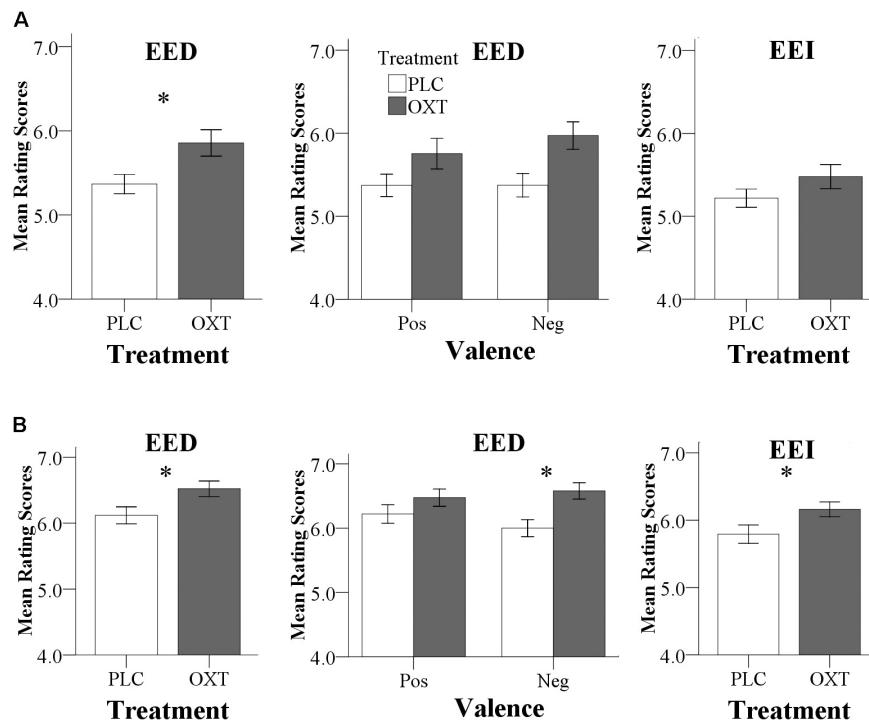 A
EED
Mean Rating Scores
7.0
6.0
5.0
4.0
*
PLC
OXT
Treatment
EED
Treatment
PLC
OXT
7.0
6.0
5.0
4.0
Mean Rating Scores
Pos
Neg
Valence
EEI
Mean Rating Scores
7.0
6.0
5.0
4.0
PLC
OXT
Treatment
B
EED
Mean Rating Scores
7.0
6.0
5.0
4.0
*
PLC
OXT
Treatment
EED
Mean Rating Scores
7.0
6.0
5.0
4.0
*
Pos
Neg
Valence
EEI
Mean Rating Scores
7.0
6.0
5.0
4.0
*
PLC
OXT
Treatment